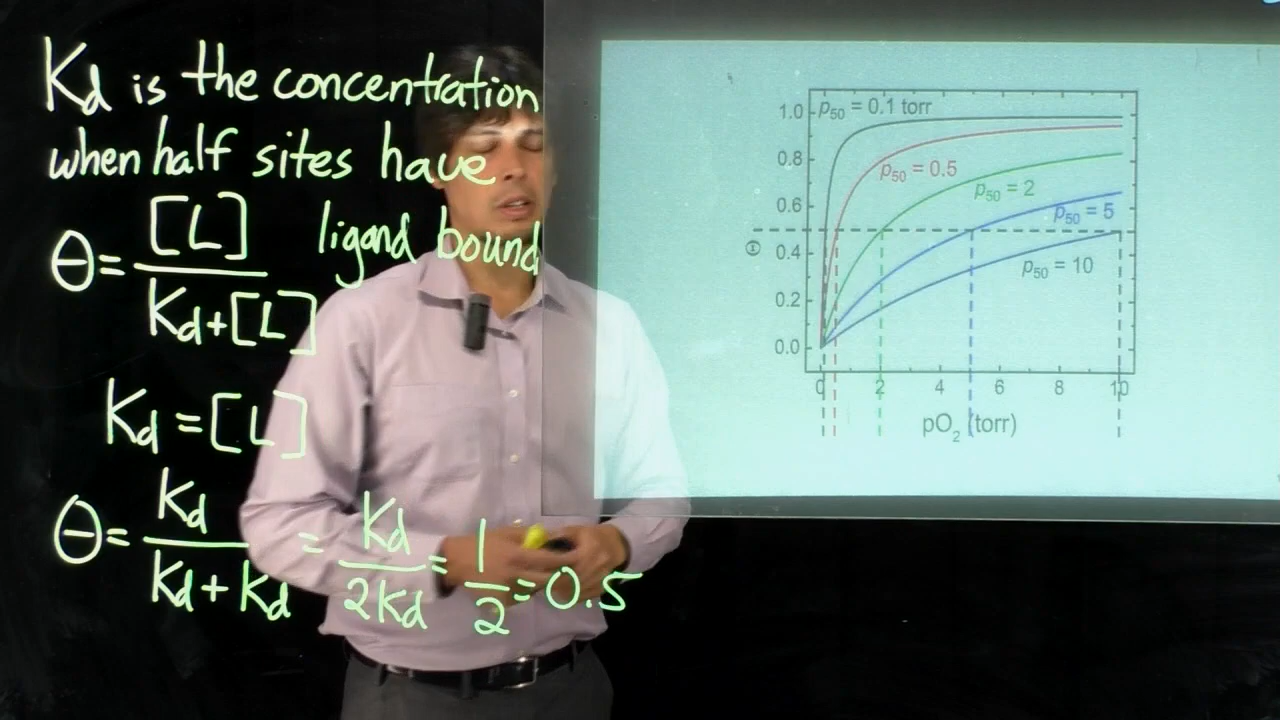 Kd is the concentration
when half sites have
ligand bound
Θ = [L] / Kd + [L]
Kd = [L]
Θ = Kd / Kd + Kd = Kd / 2Kd = 1 / 2 = 0.5
p50 = 0.1 torr
p50 = 0.5
p50 = 2
p50 = 5
p50 = 10
1.0
0.8
0.6
0.4
0.2
0.0
Θ
0 2 4 6 8 10
pO2 (torr)